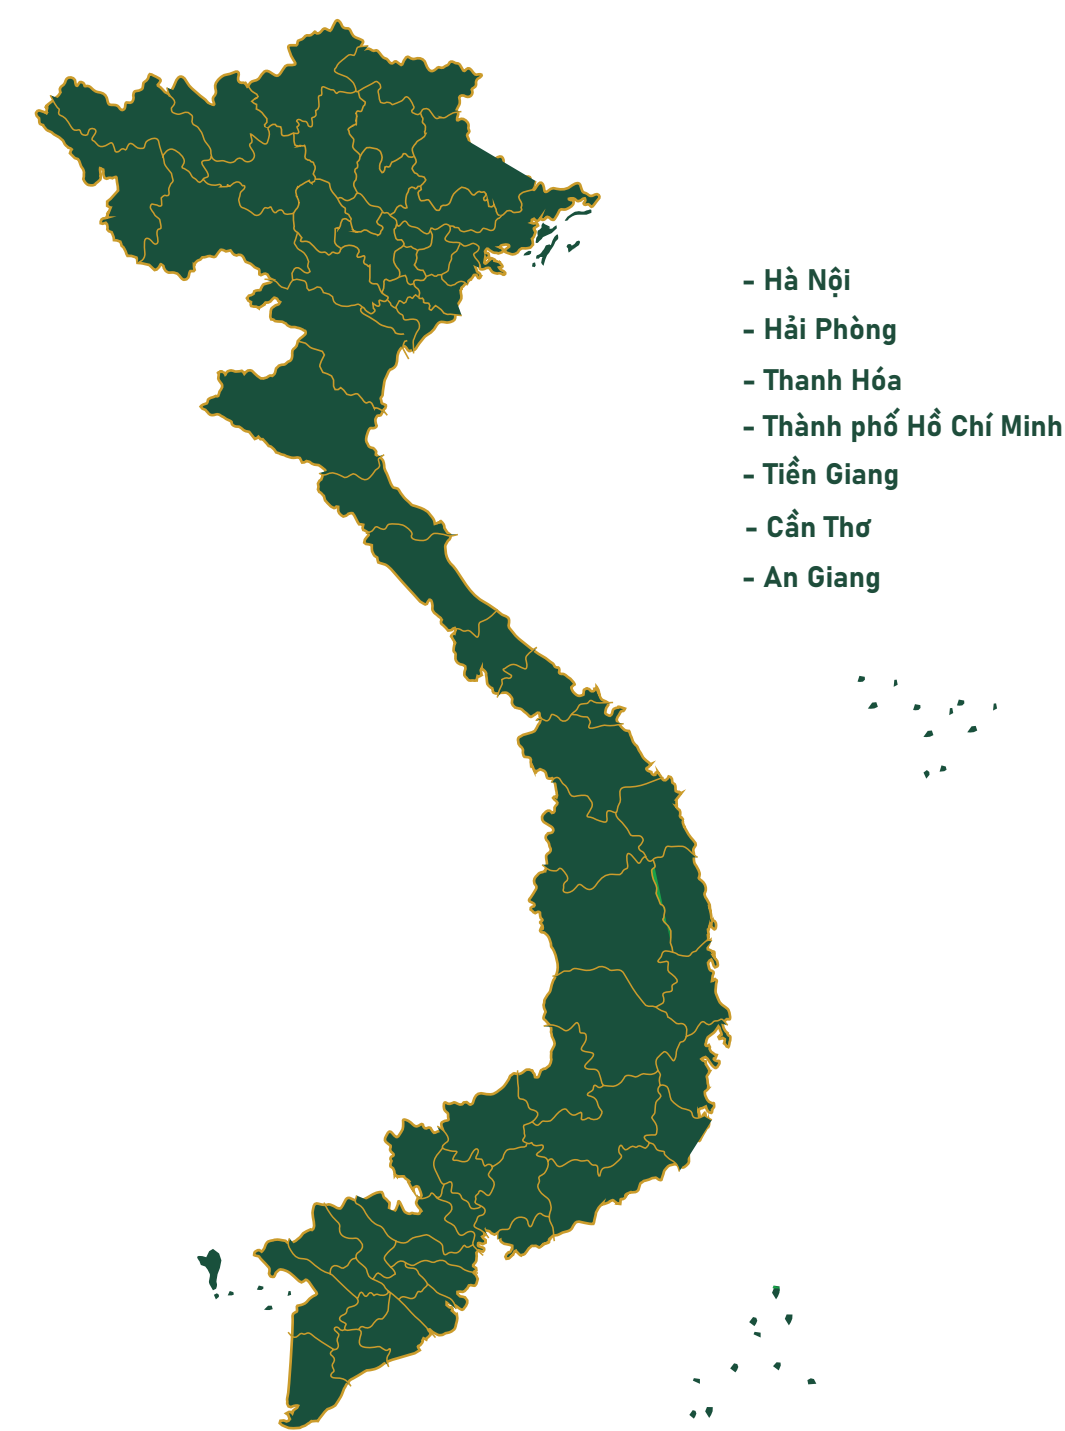 - Hà Nội
- Hải Phòng
- Thanh Hóa
- Thành phố Hồ Chí Minh
- Tiền Giang
- Cần Thơ
- An Giang